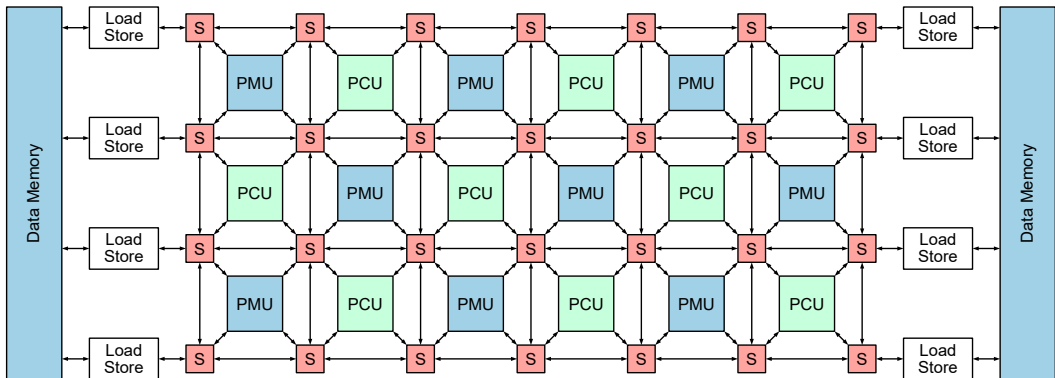 Load
Store
S S S S S S S
Load
Store
PMU PCU PMU PCU PMU PCU
Load
Store
S S S S S S S
Load
Store
Data Memory
PCU PMU PCU PMU PCU PMU
Data Memory
Load
Store
S S S S S S S
Load
Store
PMU PCU PMU PCU PMU PCU
Load
Store
S S S S S S S
Load
Store